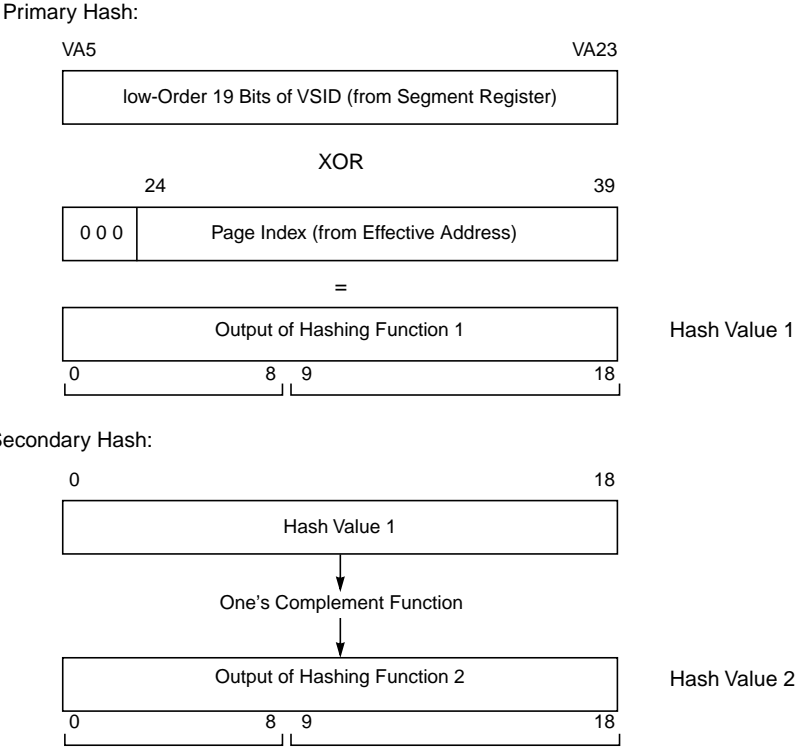 Primary Hash:
VA5 VA23
low-Order 19 Bits of VSID (from Segment Register)
XOR
24 39
0 0 0 Page Index (from Effective Address)
=
Output of Hashing Function 1 Hash Value 1
0 8 9 18
econdary Hash:
0 18
Hash Value 1
One's Complement Function
Output of Hashing Function 2 Hash Value 2
0 8 9 18